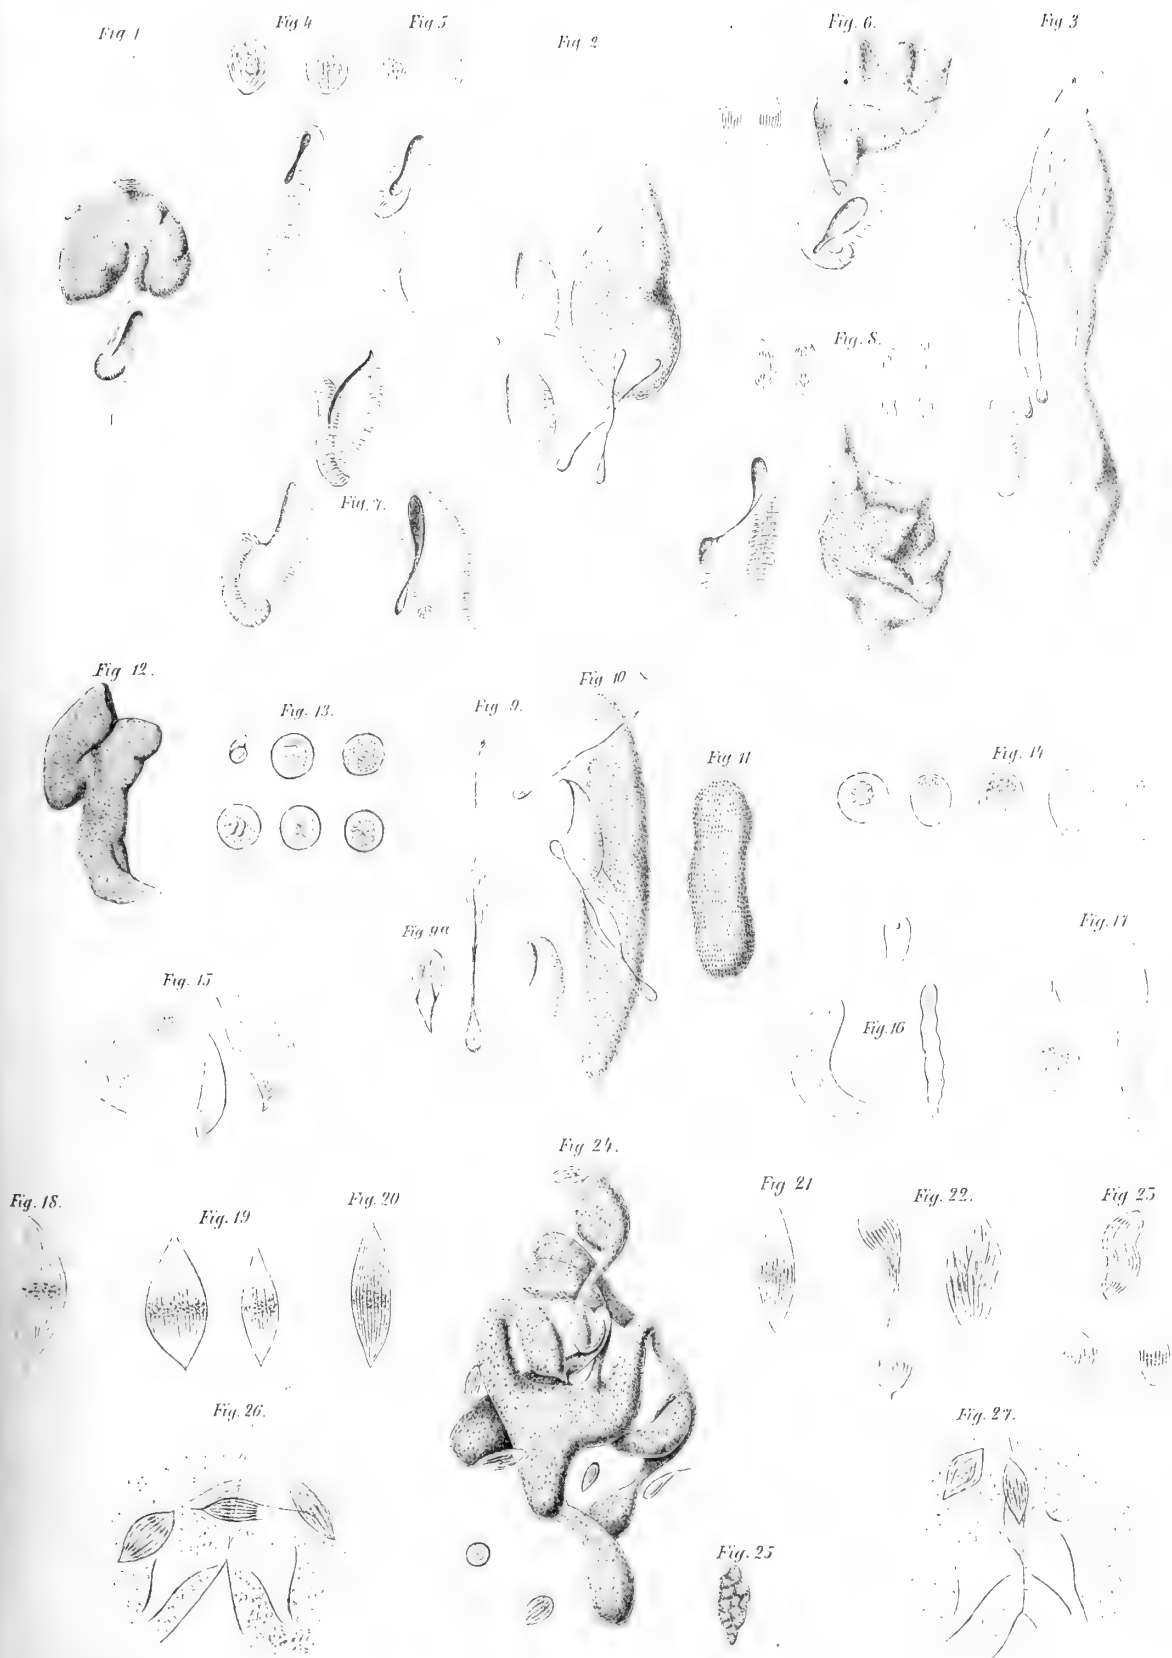 Fig 1
Fig 4
Fig 5
Fig 2
Fig. 6.
Fig 3
Fig. 8.
Fig. 7.
Fig 12.
Fig. 13.
Fig 9.
Fig 10
Fig 11
Fig. 14
Fig 9a
Fig. 15
Fig. 16
Fig. 17
Fig 24.
Fig. 18.
Fig. 19
Fig. 20
Fig 21
Fig. 22.
Fig 23
Fig. 26.
Fig. 27.
Fig. 25